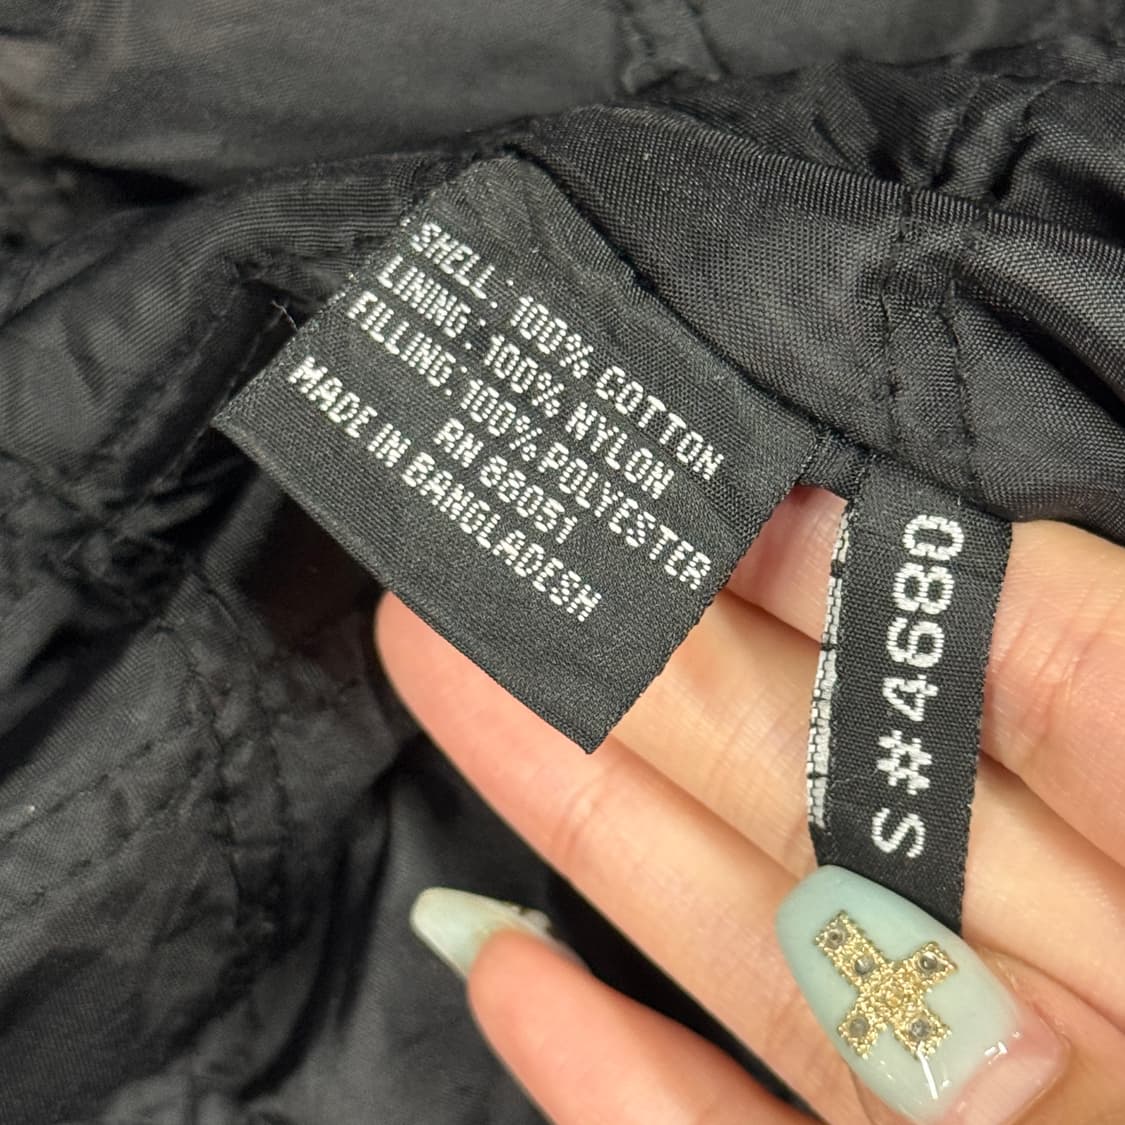 SHELL: 100% COTTON
LINING: 100% NYLON
FILLING: 100% POLYESTER
RN 88051
MADE IN BANGLADESH
S#4680